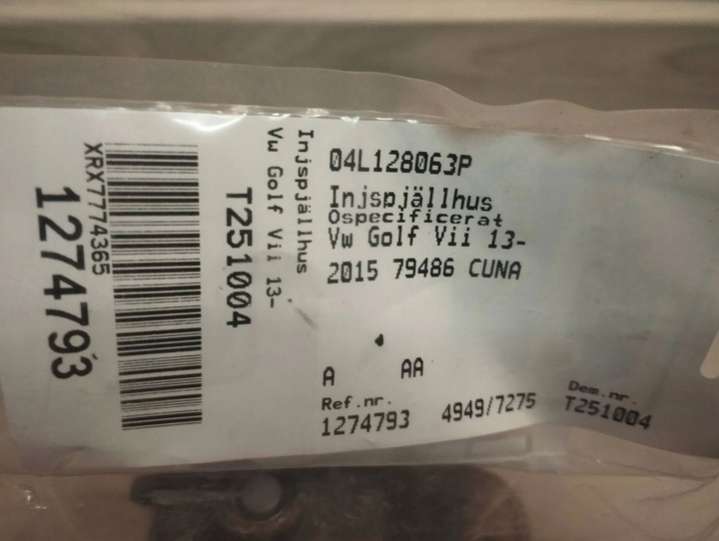 04L128063P
Injspjällhus
Ospecificerat
Vw Golf Vii 13-
2015 79486 CUNA
A AA
Ref.nr.
1274793 4949/7275
Dem.nr.
T251004
Injspjällhus
Vw Golf Vii 13-
T251004
XRX7774365
1274793